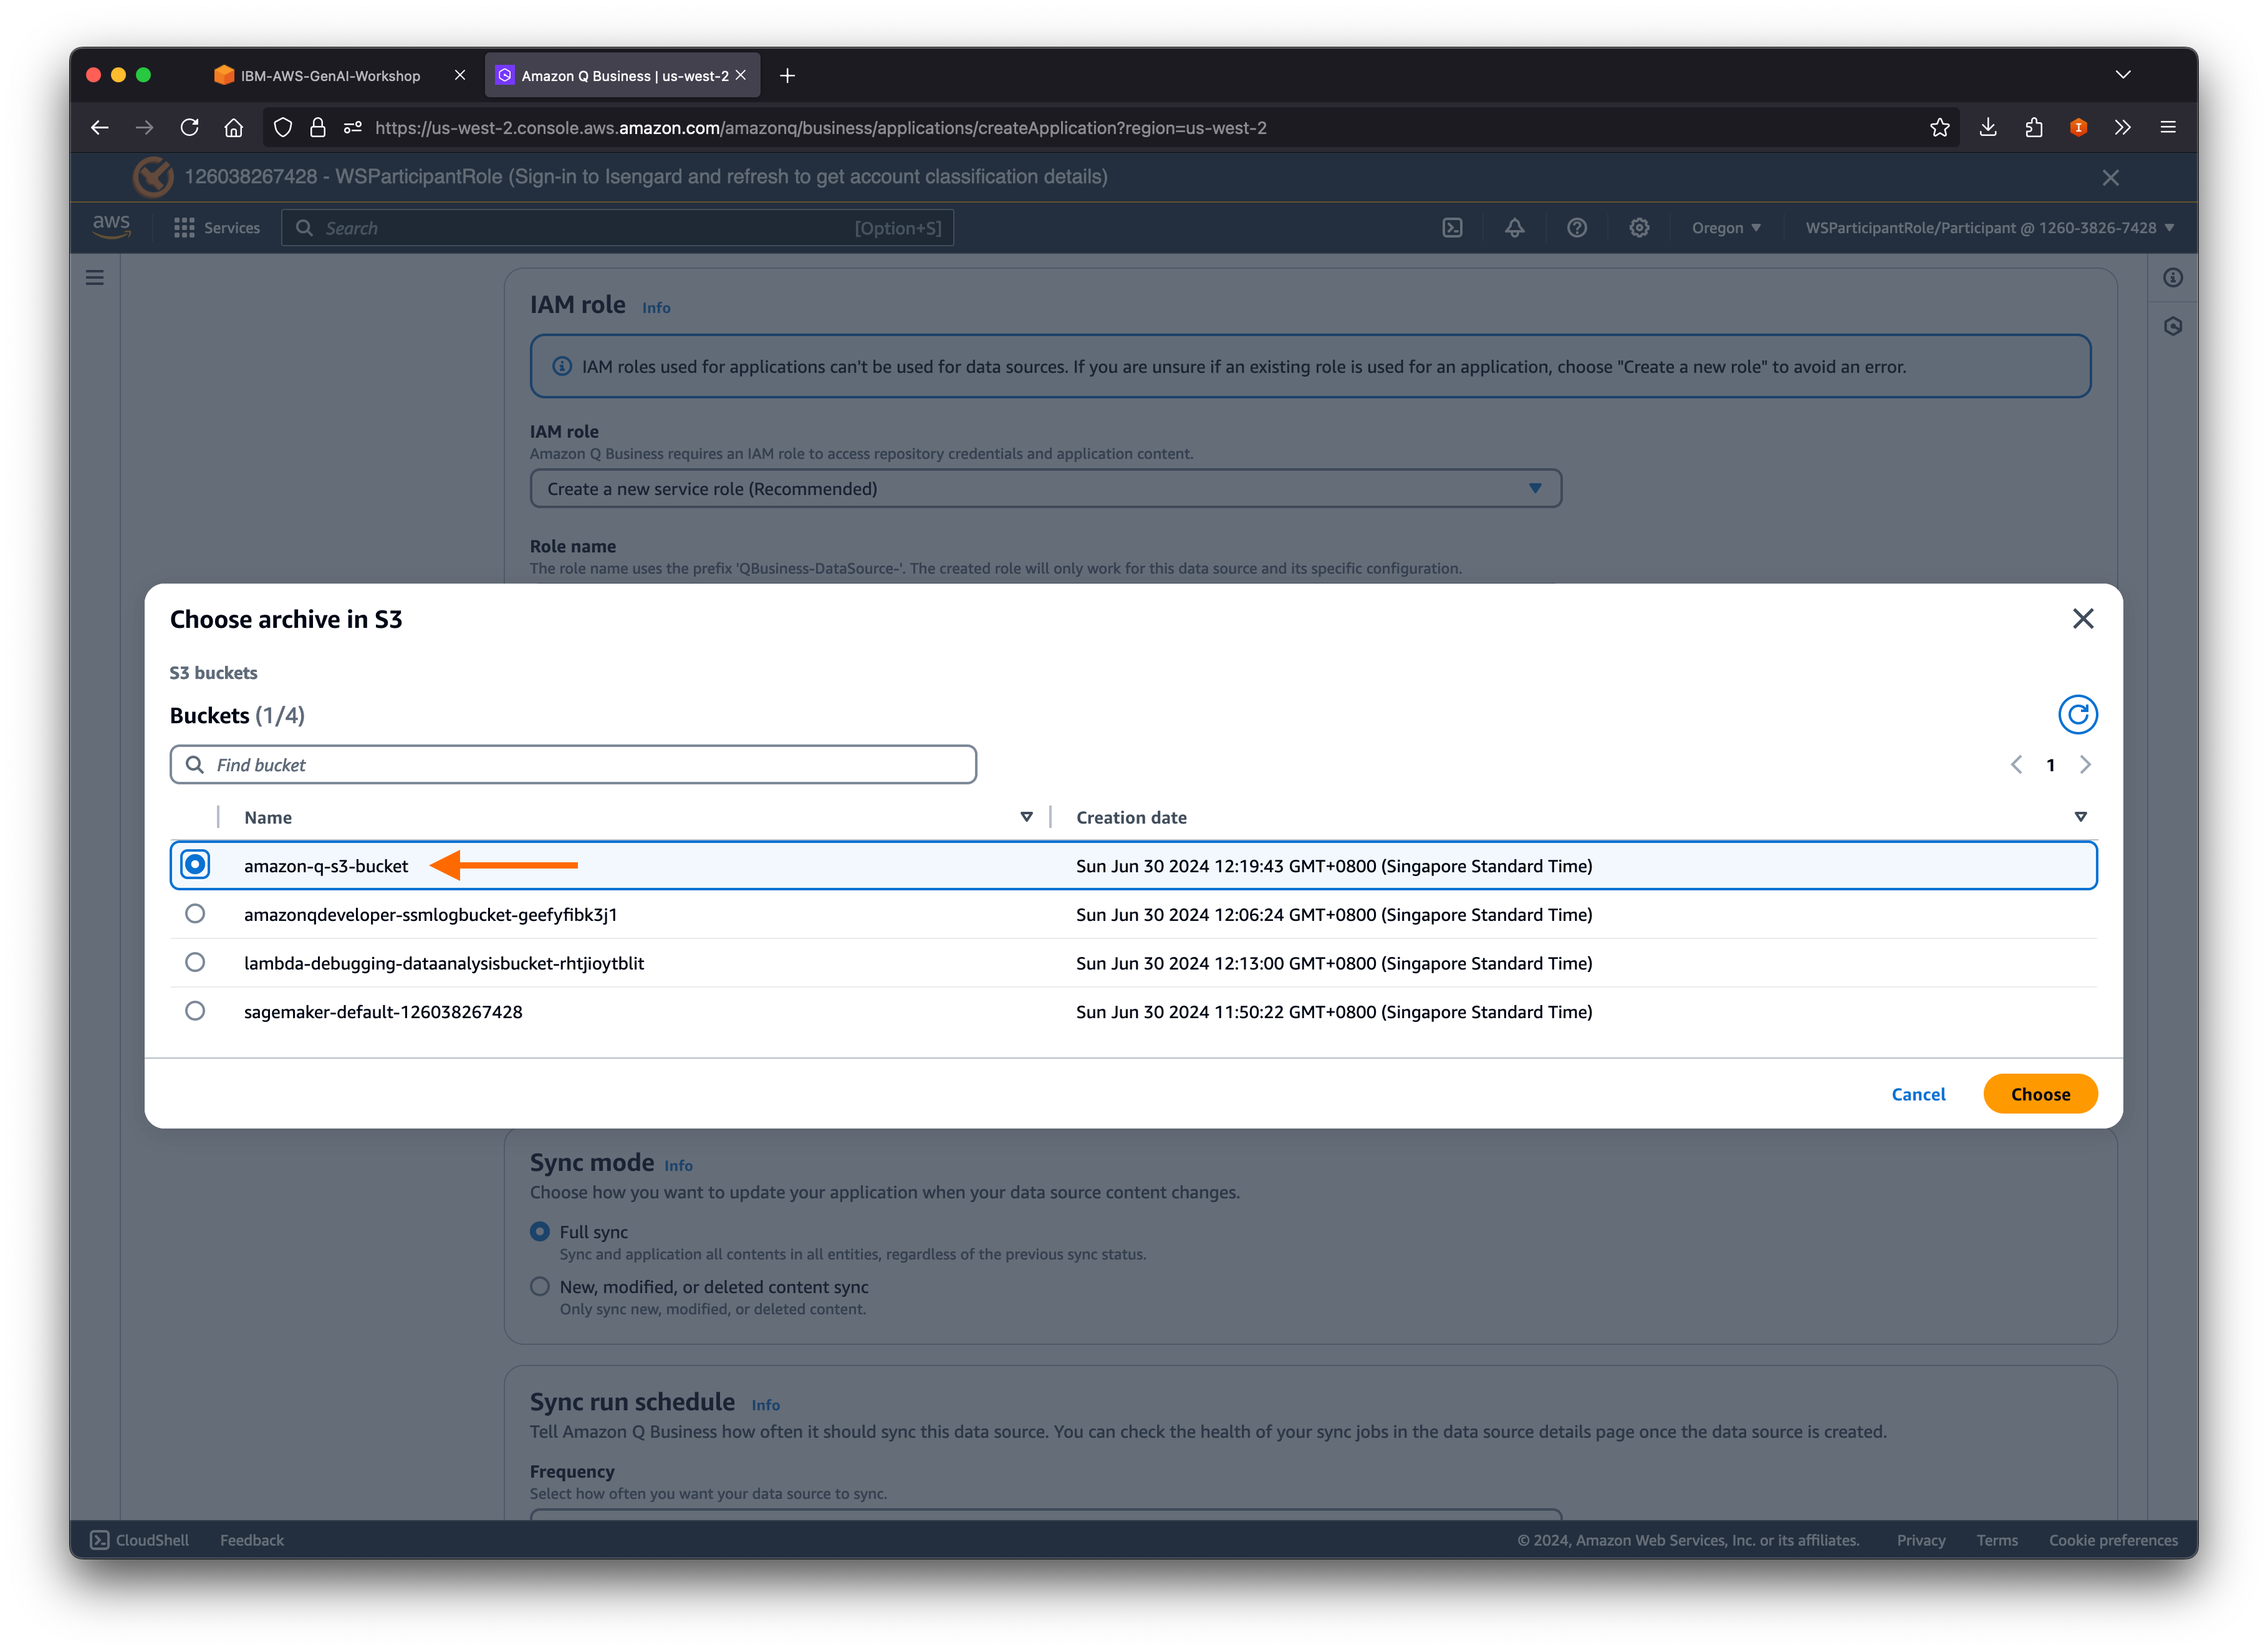 IBM-AWS-GenAI-Workshop
Amazon Q Business | us-west-2
https://us-west-2.console.aws.amazon.com/amazonq/business/applications/createApplication?region=us-west-2
126038267428 - WSParticipantRole (Sign-in to Isengard and refresh to get account classification details)
aws
Services
Search
[Option+S]
Oregon
WSParticipantRole/Participant @ 1260-3826-7428
IAM role Info
IAM roles used for applications can't be used for data sources. If you are unsure if an existing role is used for an application, choose "Create a new role" to avoid an error.
IAM role
Amazon Q Business requires an IAM role to access repository credentials and application content.
Create a new service role (Recommended)
Role name
The role name uses the prefix 'QBusiness-DataSource-'. The created role will only work for this data source and its specific configuration.
Choose archive in S3
S3 buckets
Buckets (1/4)
Find bucket
1
Name
Creation date
amazon-q-s3-bucket
Sun Jun 30 2024 12:19:43 GMT+0800 (Singapore Standard Time)
amazonqdeveloper-ssmlogbucket-geefyfibk3j1
Sun Jun 30 2024 12:06:24 GMT+0800 (Singapore Standard Time)
lambda-debugging-dataanalysisbucket-rhtjioytblit
Sun Jun 30 2024 12:13:00 GMT+0800 (Singapore Standard Time)
sagemaker-default-126038267428
Sun Jun 30 2024 11:50:22 GMT+0800 (Singapore Standard Time)
Cancel
Choose
Sync mode Info
Choose how you want to update your application when your data source content changes.
Full sync
Sync and application all contents in all entities, regardless of the previous sync status.
New, modified, or deleted content sync
Only sync new, modified, or deleted content.
Sync run schedule Info
Tell Amazon Q Business how often it should sync this data source. You can check the health of your sync jobs in the data source details page once the data source is created.
Frequency
Select how often you want your data source to sync.
CloudShell
Feedback
© 2024, Amazon Web Services, Inc. or its affiliates.
Privacy
Terms
Cookie preferences